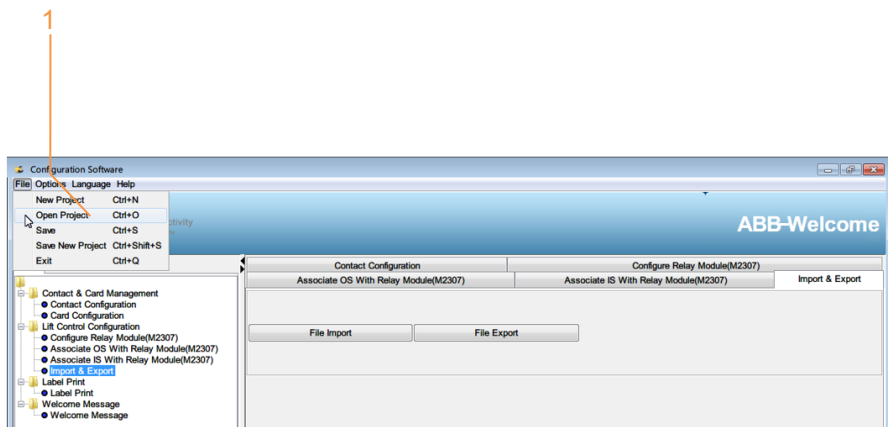 1
Configuration Software
File Options Language Help
New Project Ctrl+N
Open Project Ctrl+O
Save Ctrl+S
Save New Project Ctrl+Shift+S
Exit Ctrl+Q
ABB-Welcome
Contact Configuration Configure Relay Module(M2307)
Associate OS With Relay Module(M2307) Associate IS With Relay Module(M2307) Import & Export
File Import File Export
Contact & Card Management
Contact Configuration
Card Configuration
Lift Control Configuration
Configure Relay Module(M2307)
Associate OS With Relay Module(M2307)
Associate IS With Relay Module(M2307)
Import & Export
Label Print
Label Print
Welcome Message
Welcome Message